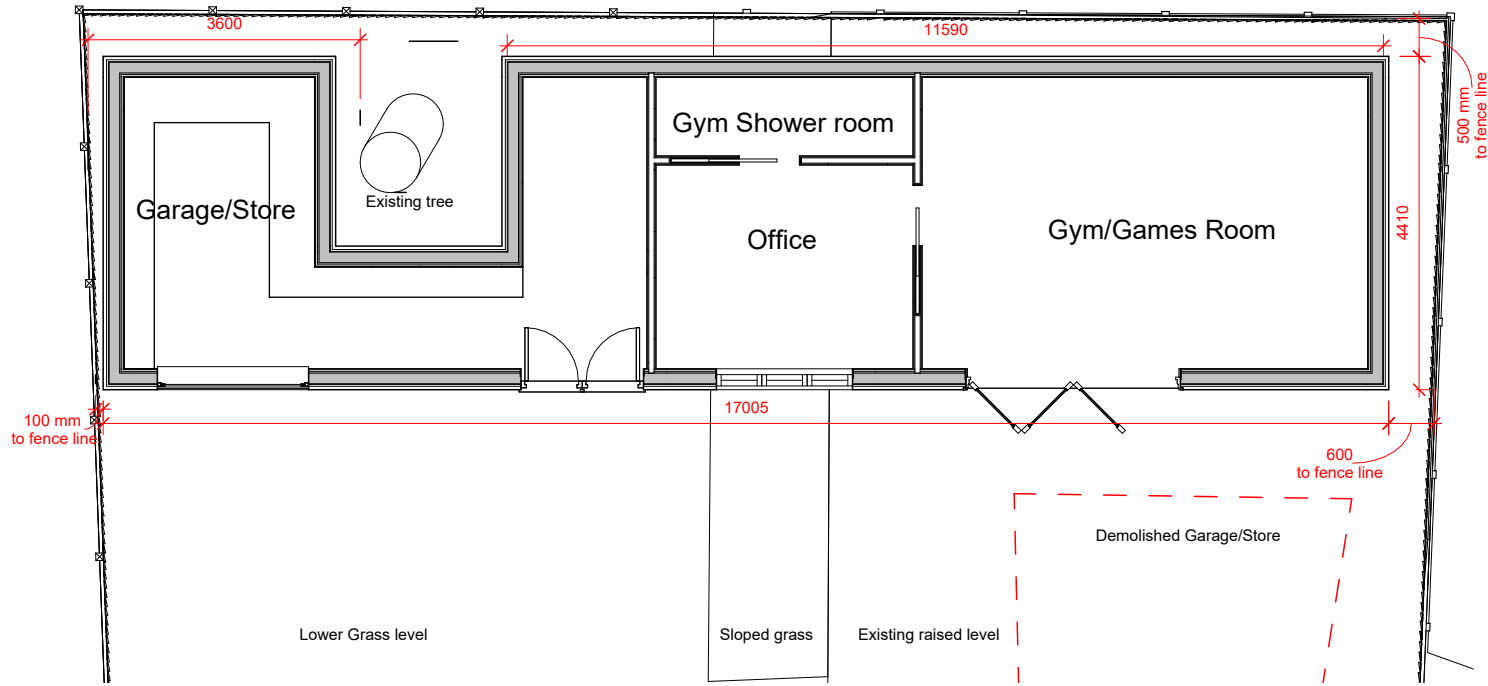 3600
11590
500 mm
to fence line
Gym Shower room
Existing tree
Garage/Store
Office
Gym/Games Room
4410
100 mm
to fence line
17005
600
to fence line
Demolished Garage/Store
Lower Grass level
Sloped grass
Existing raised level